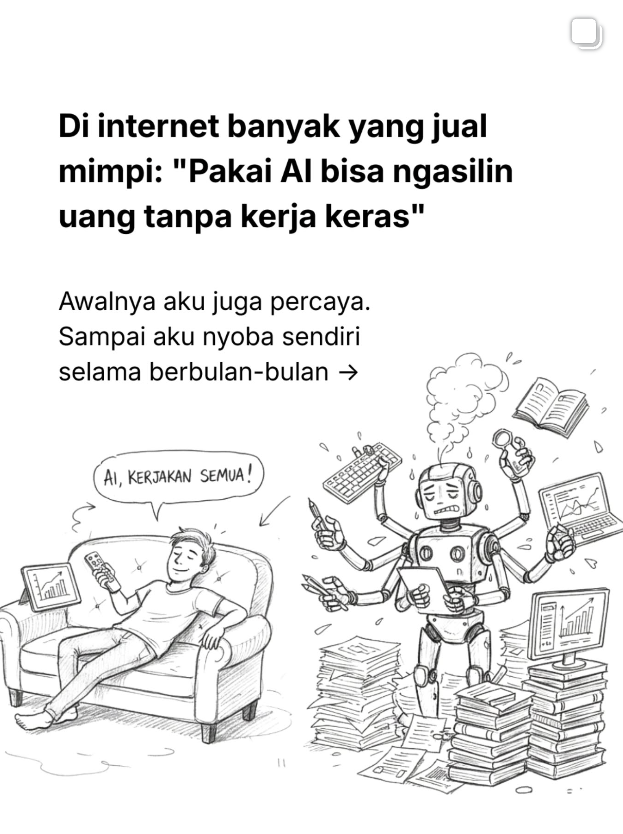 Di internet banyak yang jual
mimpi: "Pakai AI bisa ngasilin
uang tanpa kerja keras"
Awalnya aku juga percaya.
Sampai aku nyoba sendiri
selama berbulan-bulan →
AI, KERJAKAN SEMUA!